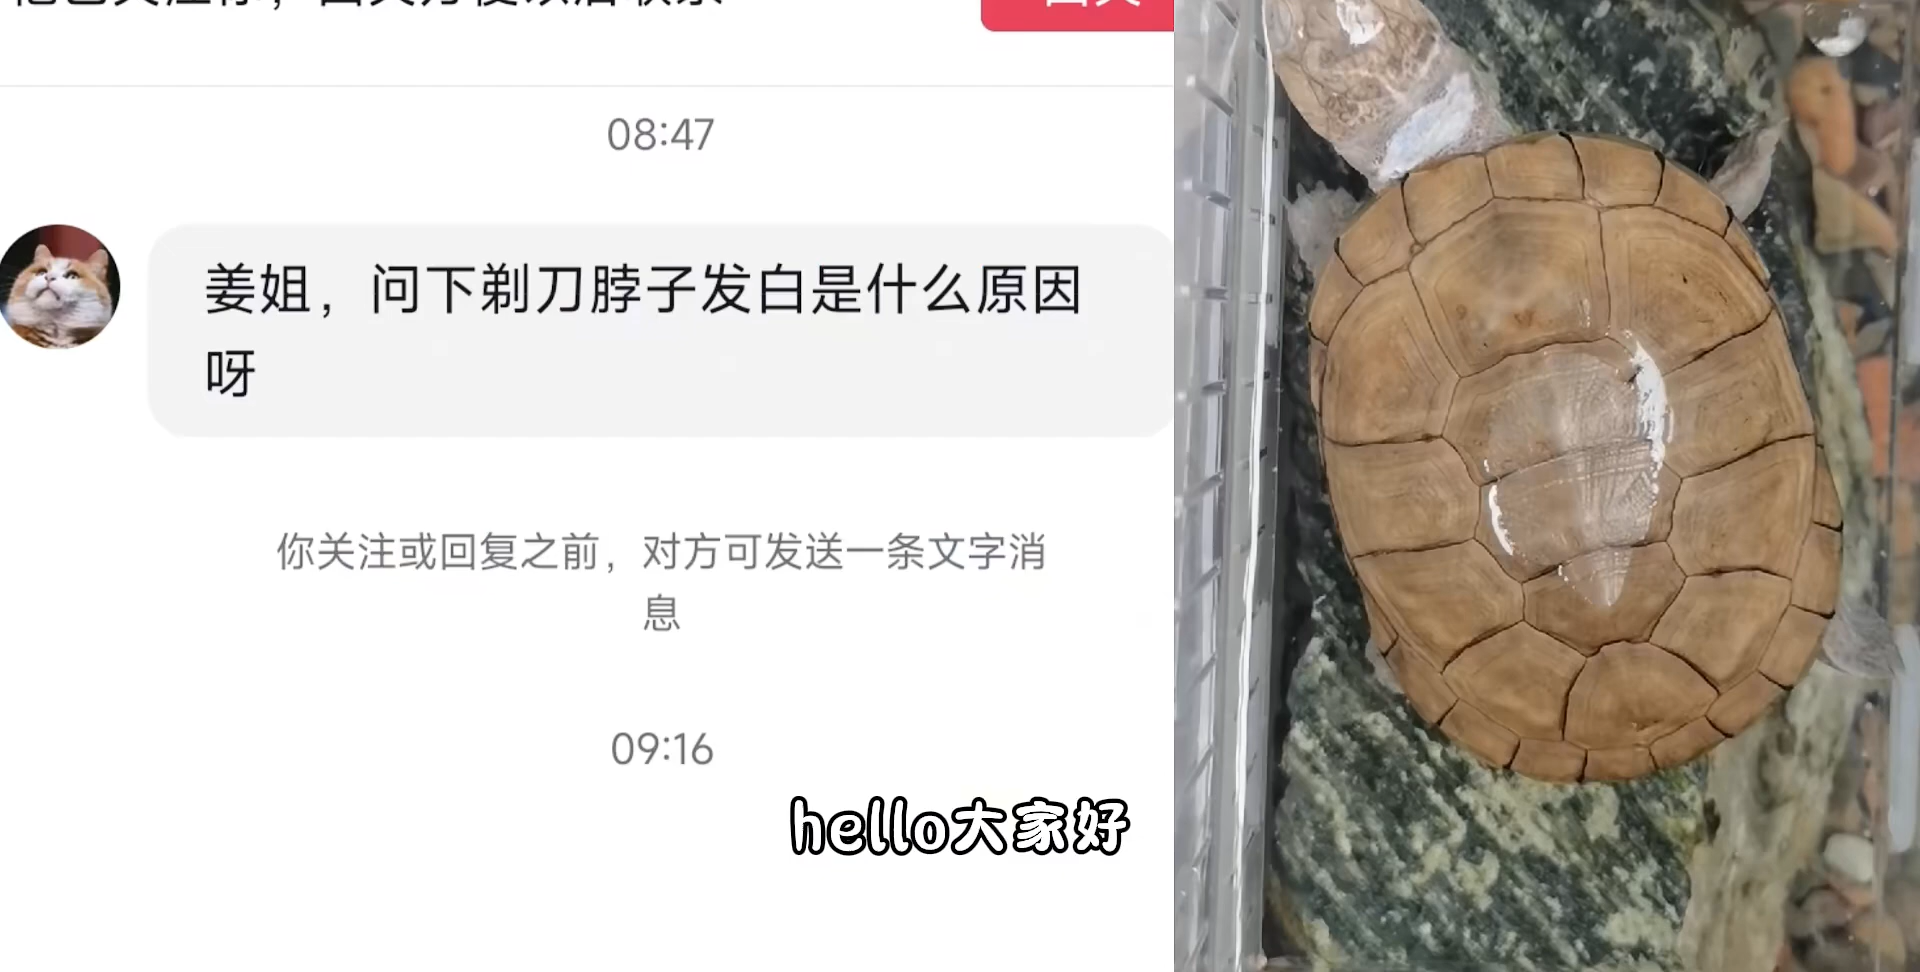 08:47
姜姐，问下剃刀脖子发白是什么原因
呀
你关注或回复之前，对方可发送一条文字消
息
09:16
hello大家好